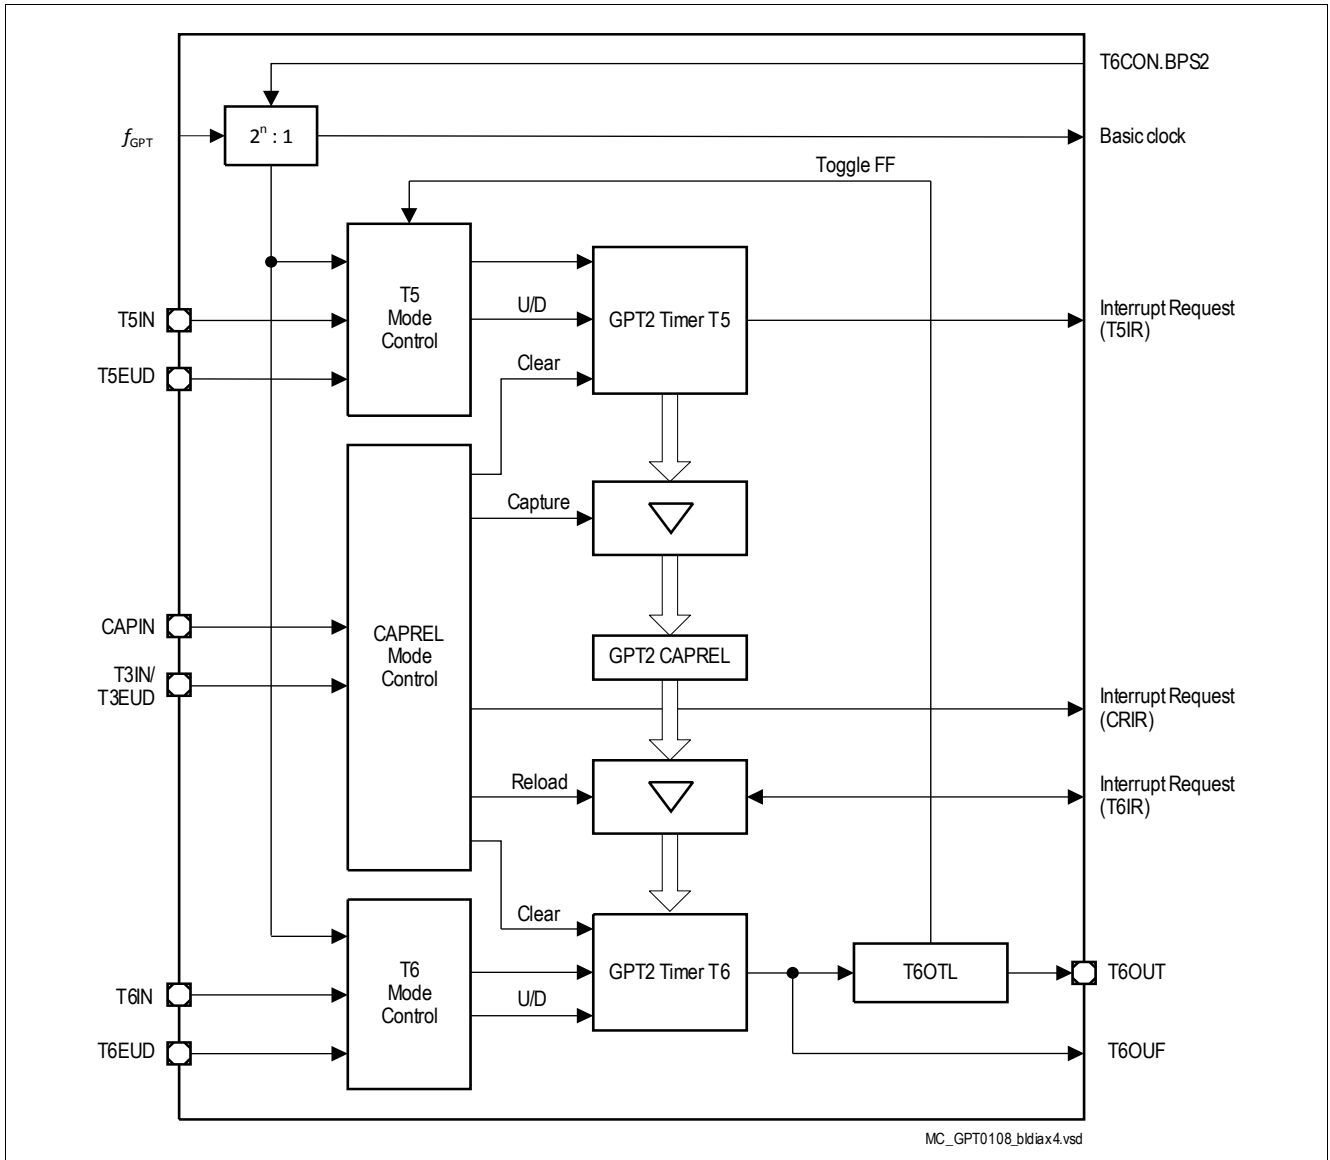 T6CON.BPS2
fGPT
2ⁿ : 1
Basic clock
Toggle FF
T5
Mode
Control
U/D
GPT2 Timer T5
Interrupt Request
(T5IR)
T5IN
T5EUD
Clear
Capture
CAPIN
T3IN/
T3EUD
CAPREL
Mode
Control
GPT2 CAPREL
Interrupt Request
(CRIR)
Reload
Interrupt Request
(T6IR)
Clear
T6
Mode
Control
GPT2 Timer T6
T6OTL
T6OUT
U/D
T6IN
T6EUD
T6OUF
MC_GPT0108_bldiax4.vsd